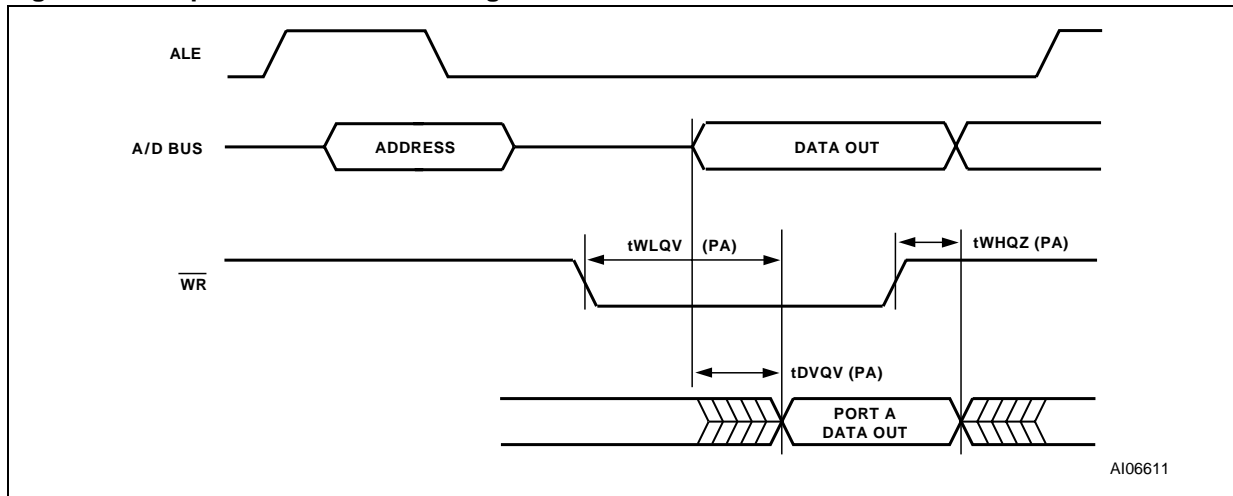 ALE
A/D BUS
ADDRESS
DATA OUT
tWLQV (PA)
tWHQZ (PA)
WR
tDVQV (PA)
PORT A
DATA OUT
AI06611